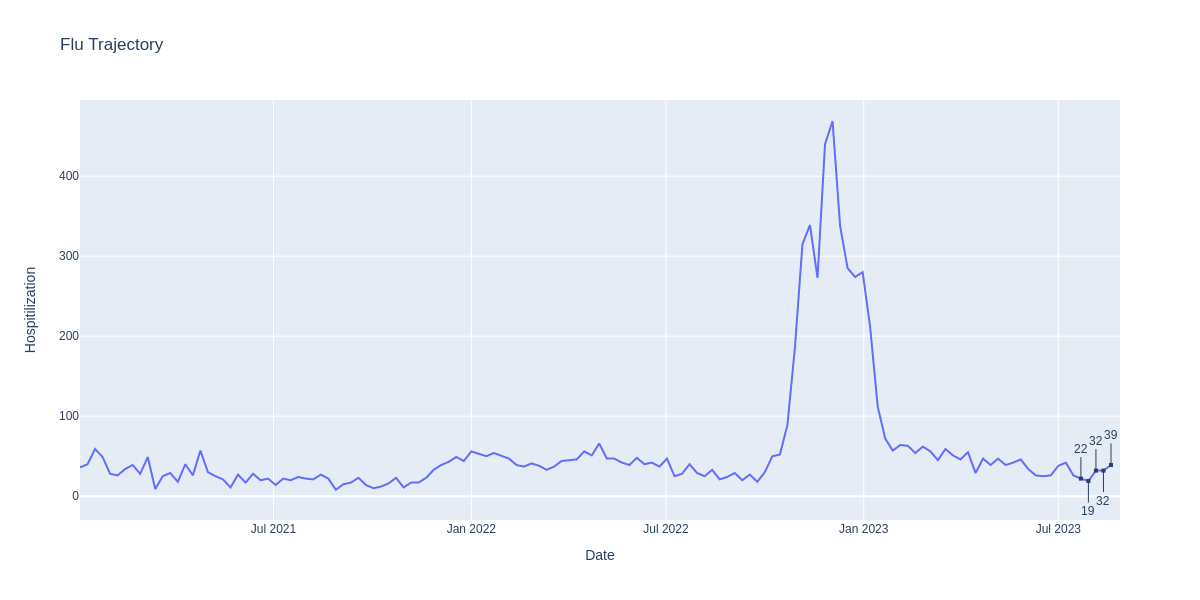 Flu Trajectory
Hospitilization
400
300
200
100
0
39
32
22
32
19
Jul 2021
Jan 2022
Jul 2022
Jan 2023
Jul 2023
Date